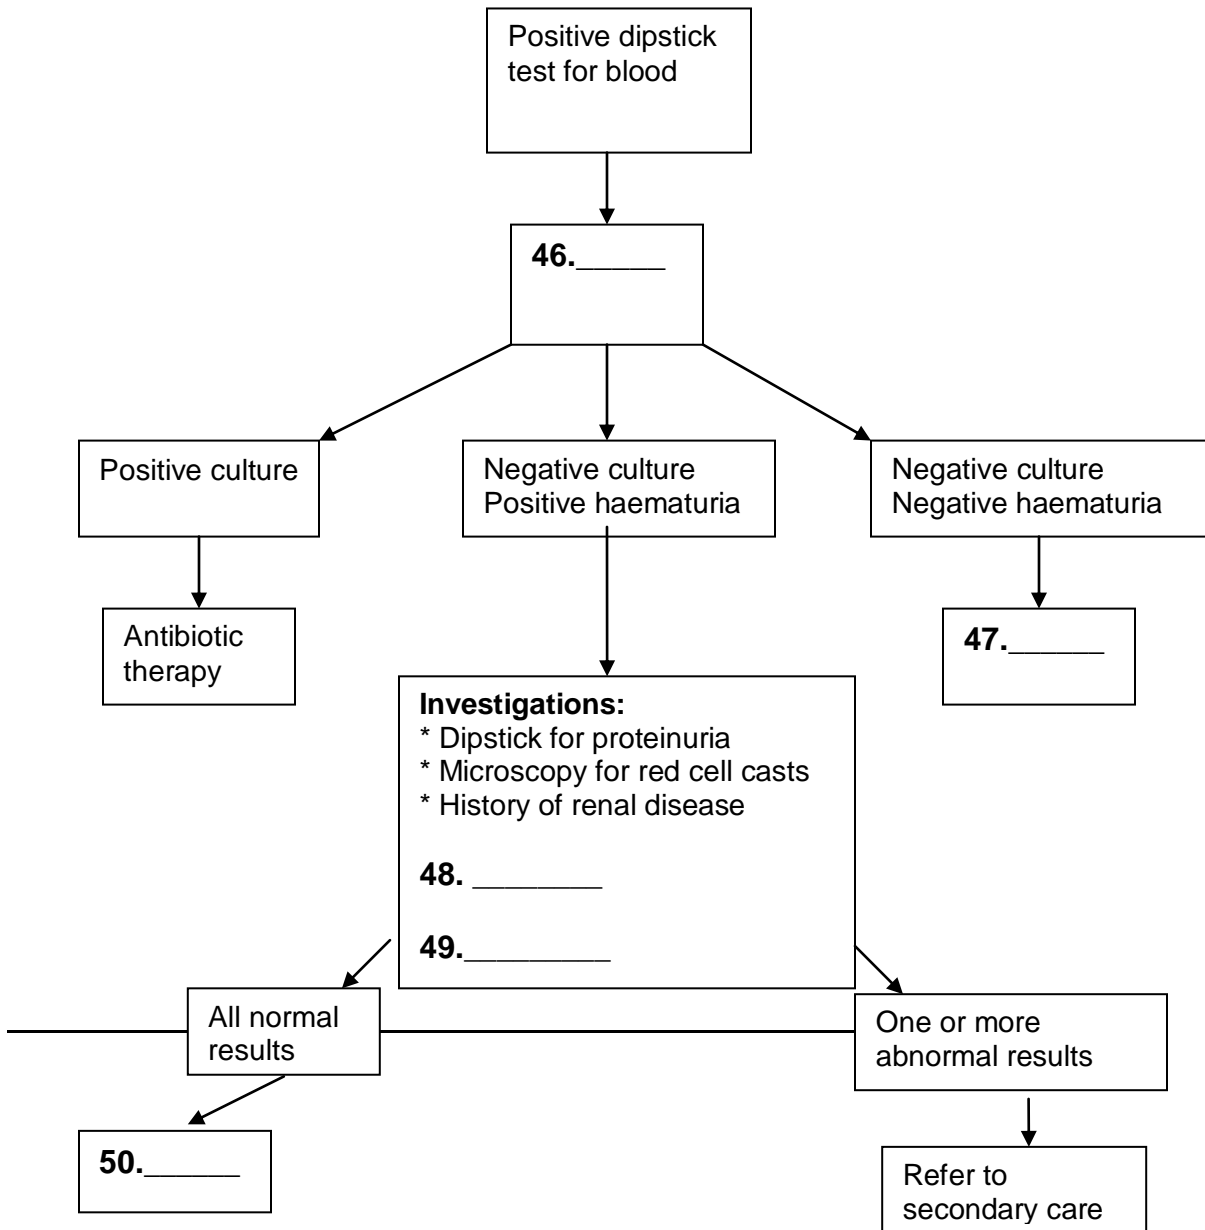 Positive dipstick
test for blood
46._____
Positive culture
Negative culture
Positive haematuria
Negative culture
Negative haematuria
Antibiotic
therapy
47.______
Investigations:
* Dipstick for proteinuria
* Microscopy for red cell casts
* History of renal disease
48. ________
49._________
All normal
results
One or more
abnormal results
50.______
Refer to
secondary care